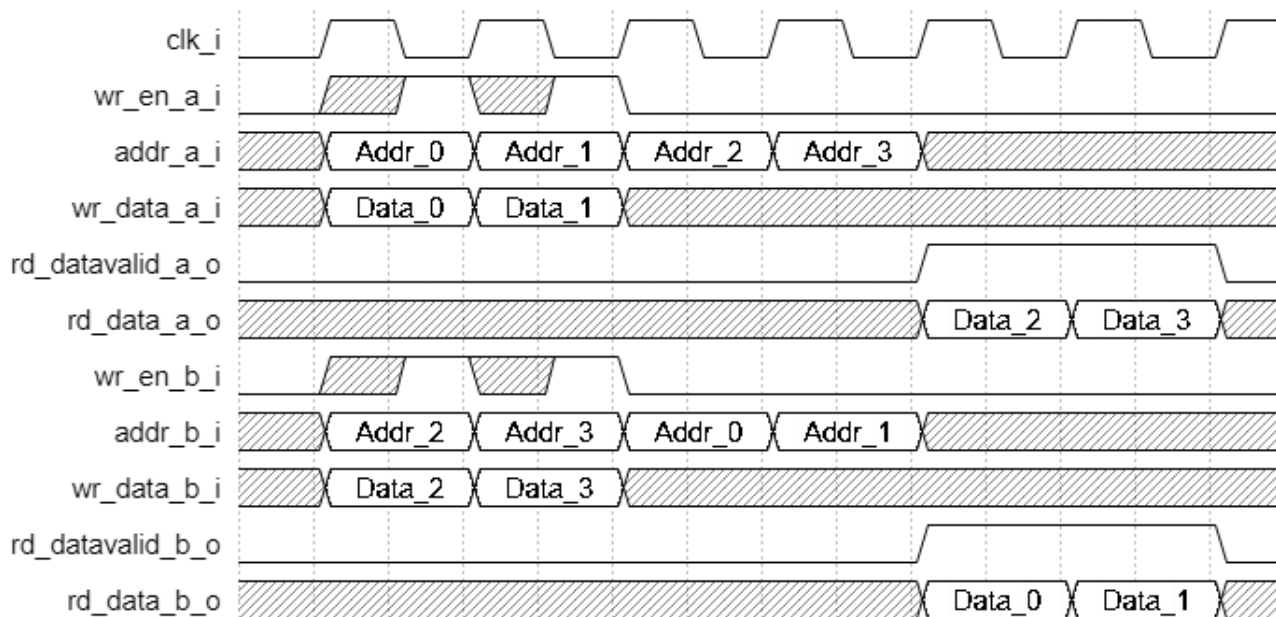 clk_i
wr_en_a_i
addr_a_i Addr_0 Addr_1 Addr_2 Addr_3
wr_data_a_i Data_0 Data_1
rd_datavalid_a_o
rd_data_a_o Data_2 Data_3
wr_en_b_i
addr_b_i Addr_2 Addr_3 Addr_0 Addr_1
wr_data_b_i Data_2 Data_3
rd_datavalid_b_o
rd_data_b_o Data_0 Data_1